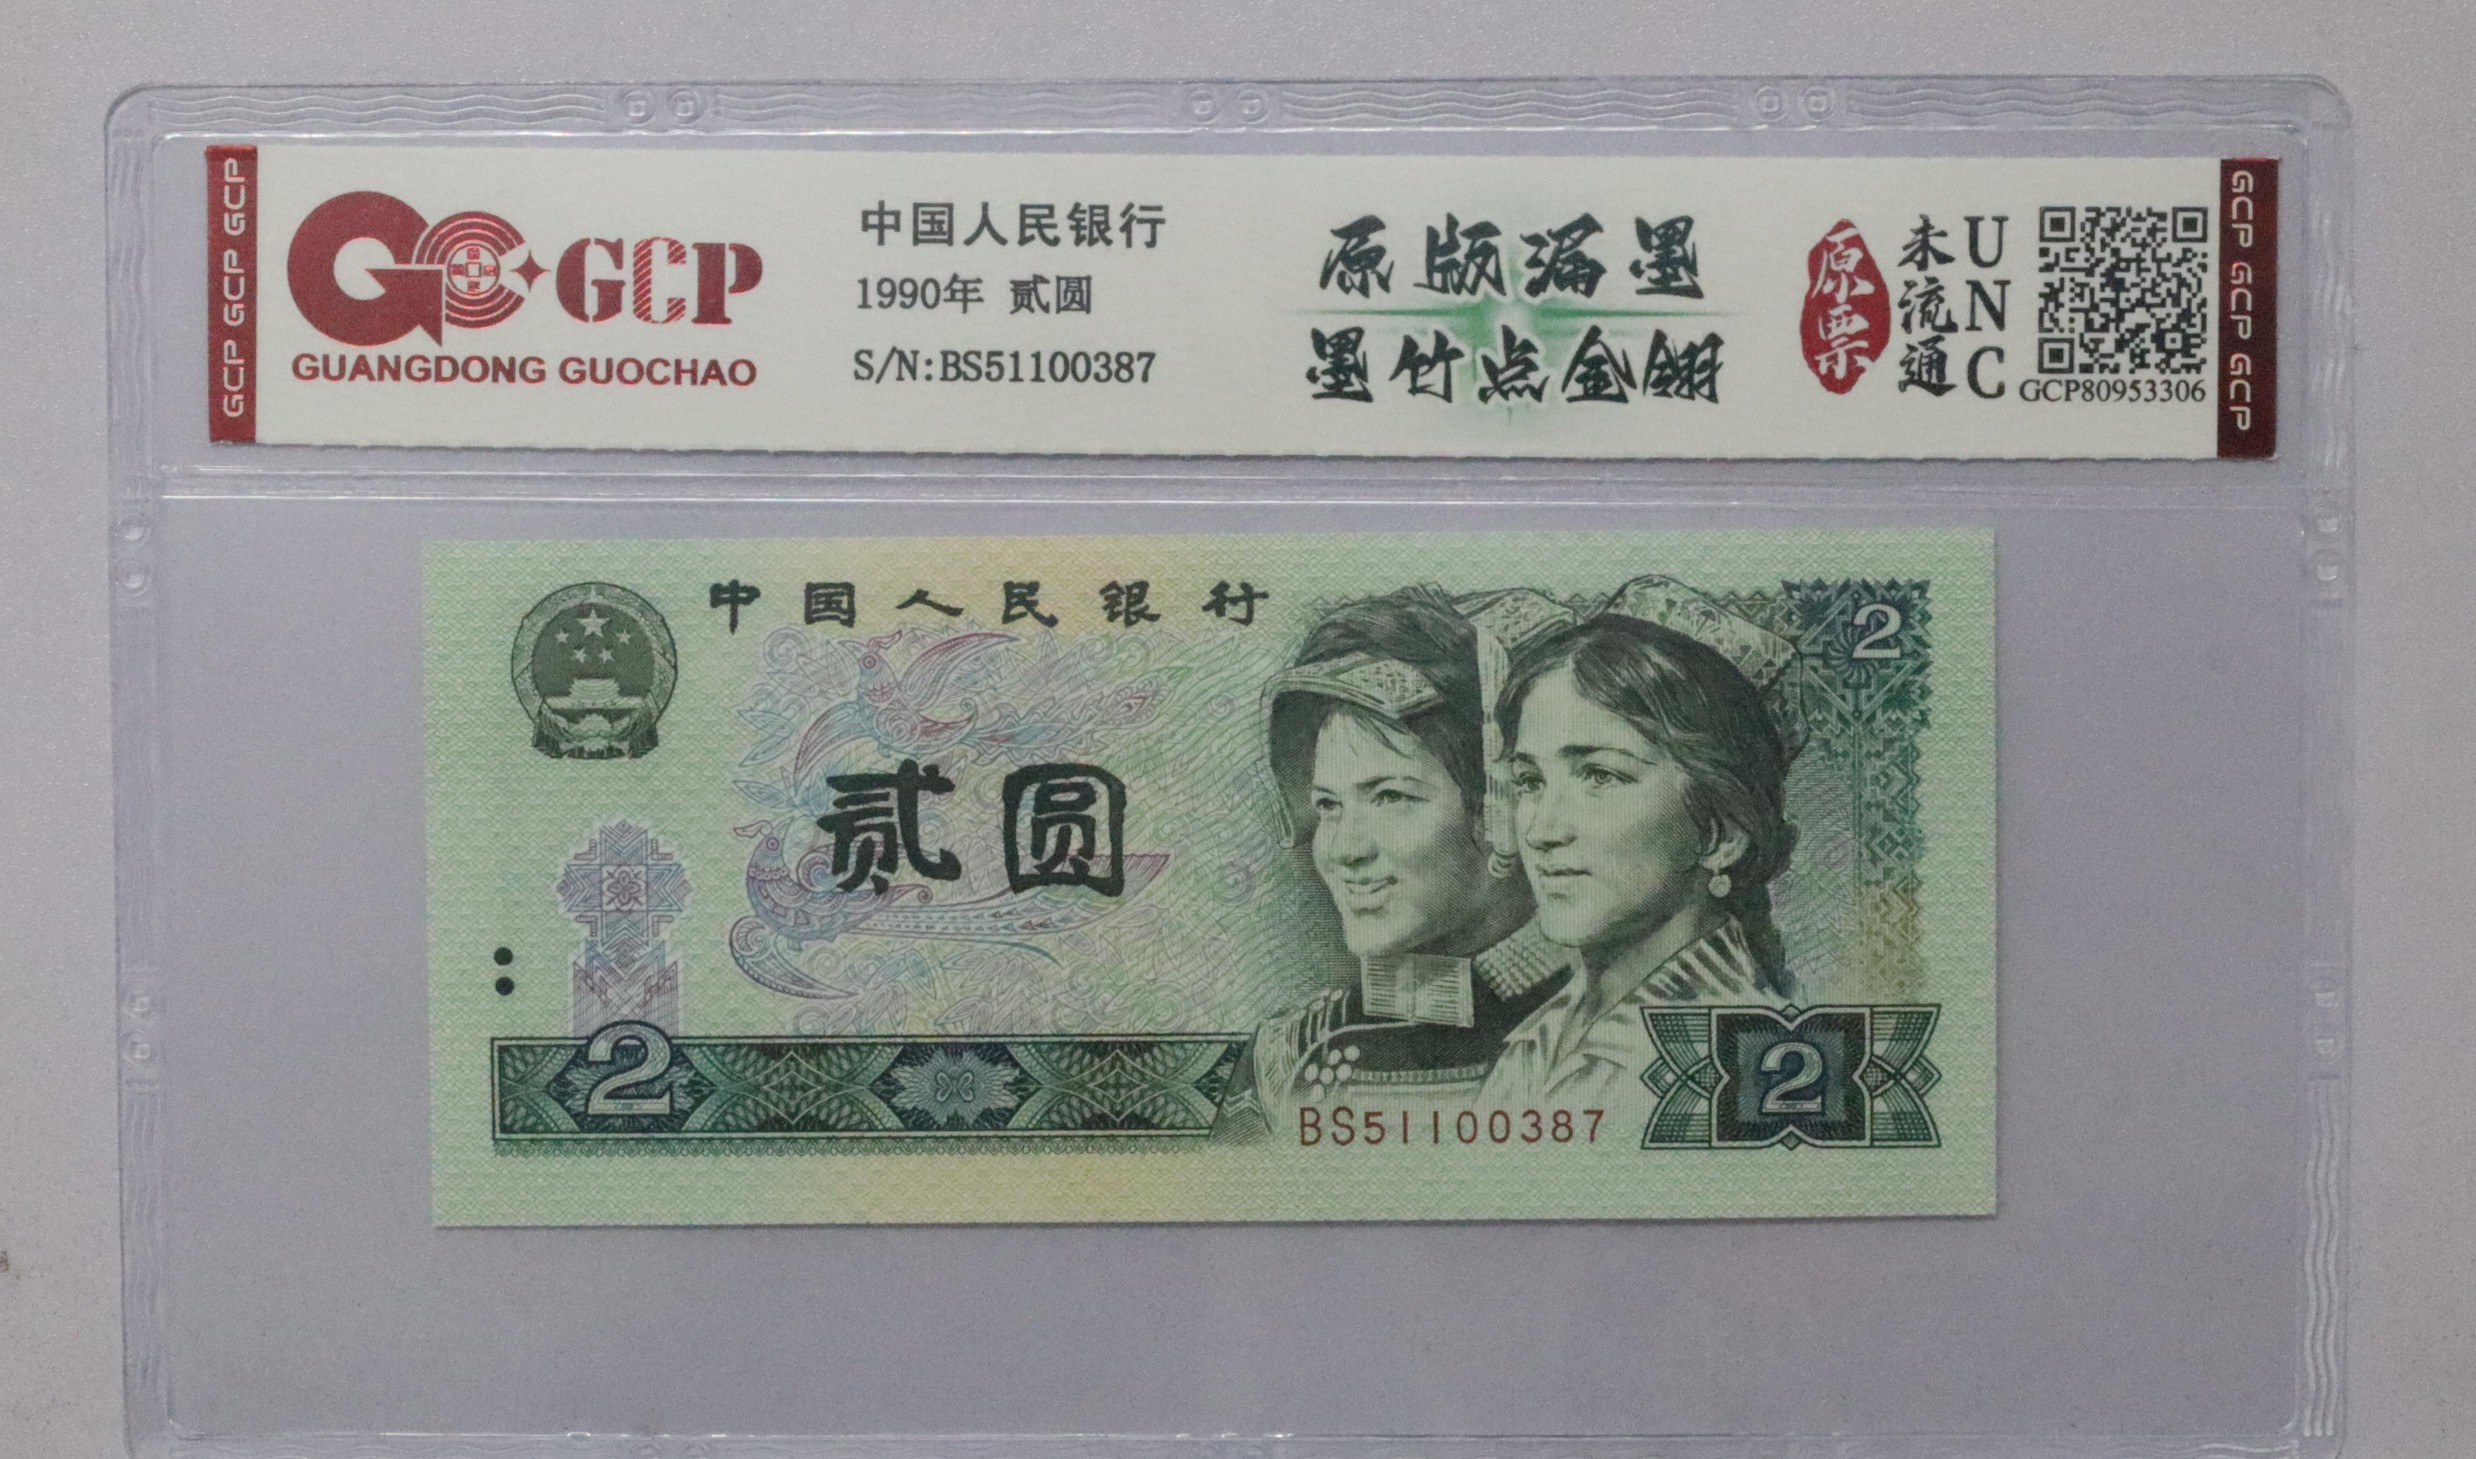 GCP GCP GCP
GCP
GUANGDONG GUOCHAO
中国人民银行
1990年 贰圆
S/N:BS51100387
原版漏墨
墨竹点金翅
原票
未流通
UNC
GCP80953306
GCP GCP GCP
中国人民银行
2
贰圆
2
BS51100387
2